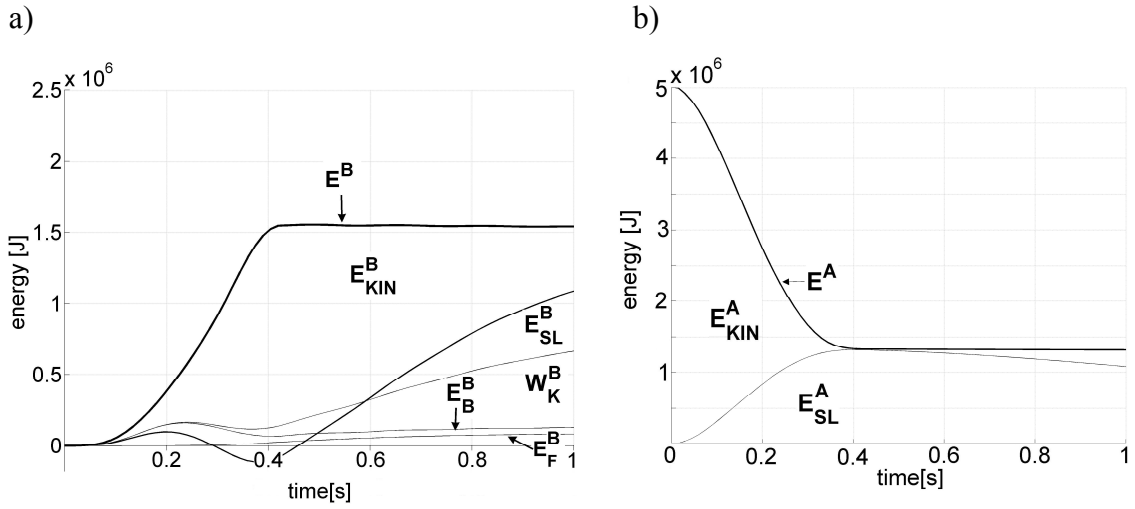 a)
x 10^6
2.5
2
1.5
1
0.5
0
energy [J]
E^B
E^B_KIN
E^B_SL
W^B_K
E^B_B
E^B_F
0.2
0.4
0.6
0.8
1
time[s]
b)
x 10^6
5
4
3
2
1
energy [J]
E^A
E^A_KIN
E^A_SL
0
0.2
0.4
0.6
0.8
1
time[s]